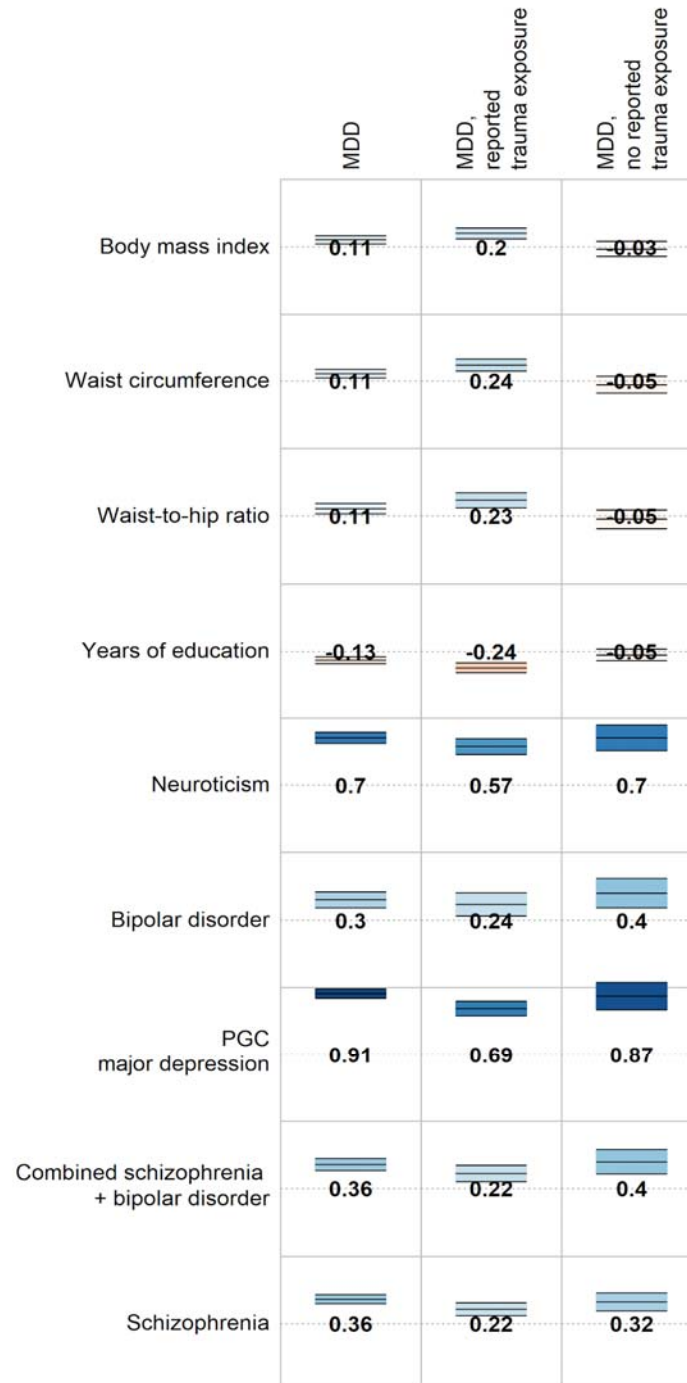 MDD
MDD,
reported
trauma exposure
MDD,
no reported
trauma exposure
Body mass index 0.11 0.2 -0.03
Waist circumference 0.11 0.24 -0.05
Waist-to-hip ratio 0.11 0.23 -0.05
Years of education -0.13 -0.24 -0.05
Neuroticism 0.7 0.57 0.7
Bipolar disorder 0.3 0.24 0.4
PGC
major depression 0.91 0.69 0.87
Combined schizophrenia
+ bipolar disorder 0.36 0.22 0.4
Schizophrenia 0.36 0.22 0.32